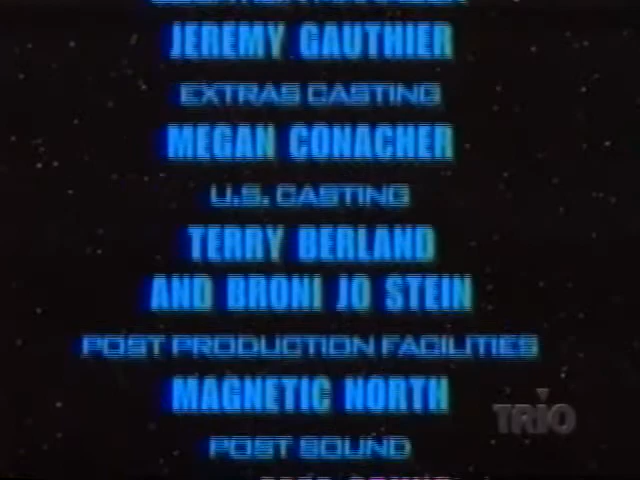 JEREMY GAUTHIER
EXTRAS CASTING
MEGAN CONACHER
U.S. CASTING
TERRY BERLAND
AND BRONI JO STEIN
POST PRODUCTION FACILITIES
MAGNETIC NORTH
TRIO
POST SOUND